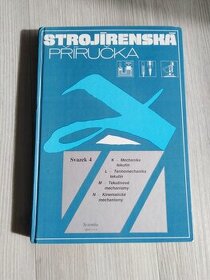 STROJÍRENSKÁ
PŘÍRUČKA
Svazek 4
K - Mechanika
tekutin
L - Termomechanika
tekutin
M - Tekutinové
mechanismy
N - Kinematické
mechanismy
Scientia